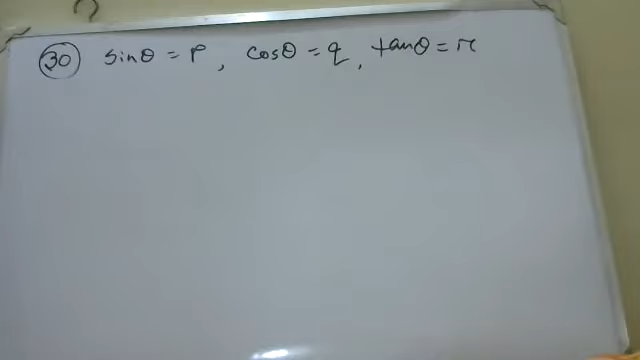 30 sinθ = p, cosθ = q, tanθ = r